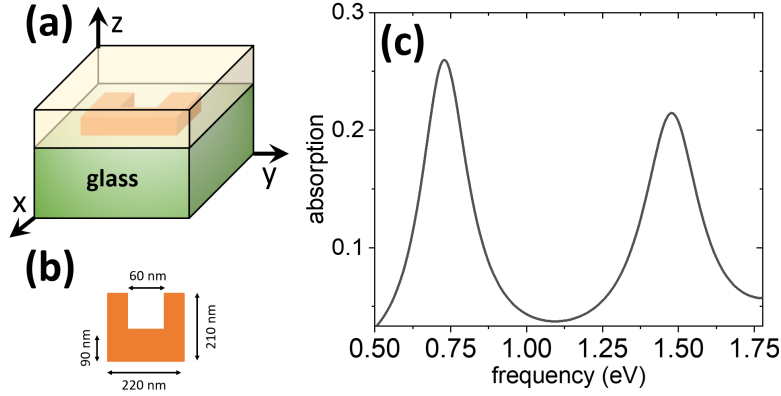 (a)
z
glass
x
y
(b)
60 nm
90 nm
210 nm
220 nm
(c)
0.3
0.2
0.1
absorption
0.50 0.75 1.00 1.25 1.50 1.75
frequency (eV)